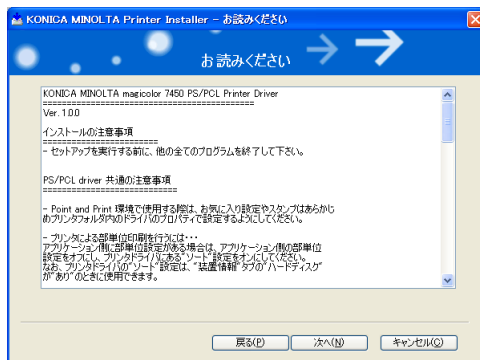 KONICA MINOLTA Printer Installer - お読みください
お読みください
KONICA MINOLTA magicolor 7450 PS/PCL Printer Driver
============================================
Ver. 1.0.0
インストールの注意事項
========================
- セットアップを実行する前に、他の全てのプログラムを終了して下さい。
PS/PCL driver 共通の注意事項
============================
- Point and Print 環境で使用する際は、お気に入り設定やスタンプはあらかじ
めプリンタフォルダ内のドライバのプロパティで設定するようにしてください。
- プリンタによる部単位印刷を行うには・・・
アプリケーション側に部単位設定がある場合は、アプリケーション側の部単位
設定をオフにし、プリンタドライバにある"ソート"設定をオンにしてください。
なお、プリンタドライバの"ソート"設定は、"装置情報"タブの"ハードディスク"
が"あり"のときに使用できます。
戻る(P)
次へ(N)
キャンセル(C)